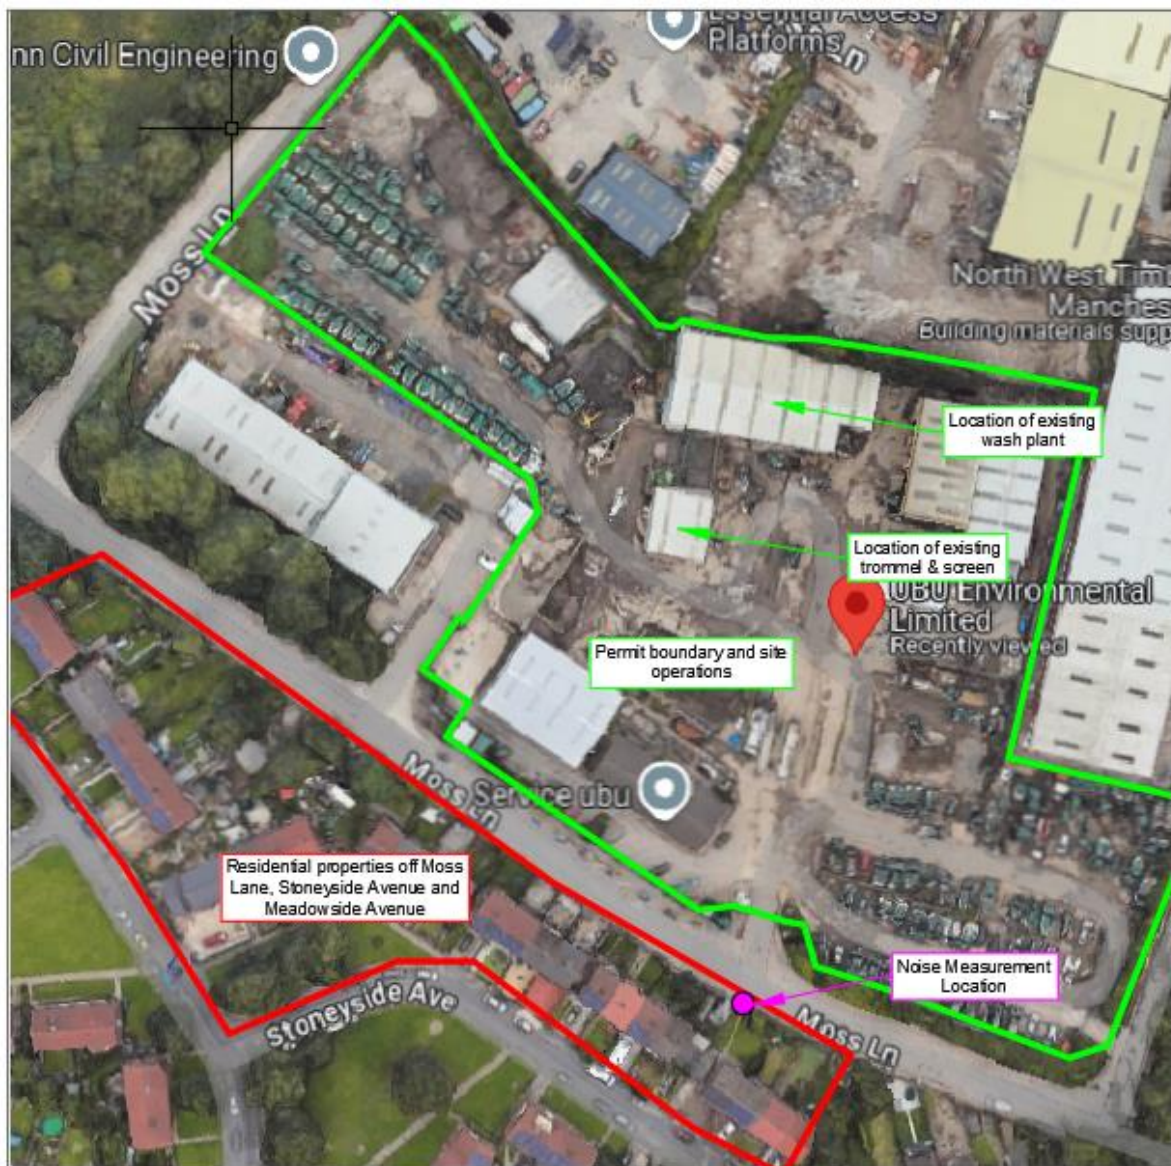 nn Civil Engineering
Essential Access
Platforms
Ln
Moss Ln
North West Timb
Manches
Building materials supp
Location of existing
wash plant
Location of existing
trommel & screen
UBU Environmental
Limited
Recently viewed
Permit boundary and site
operations
Moss Ln
Service ubu
Residential properties off Moss
Lane, Stoneyside Avenue and
Meadowside Avenue
Noise Measurement
Location
Stoneyside Ave
Moss Ln